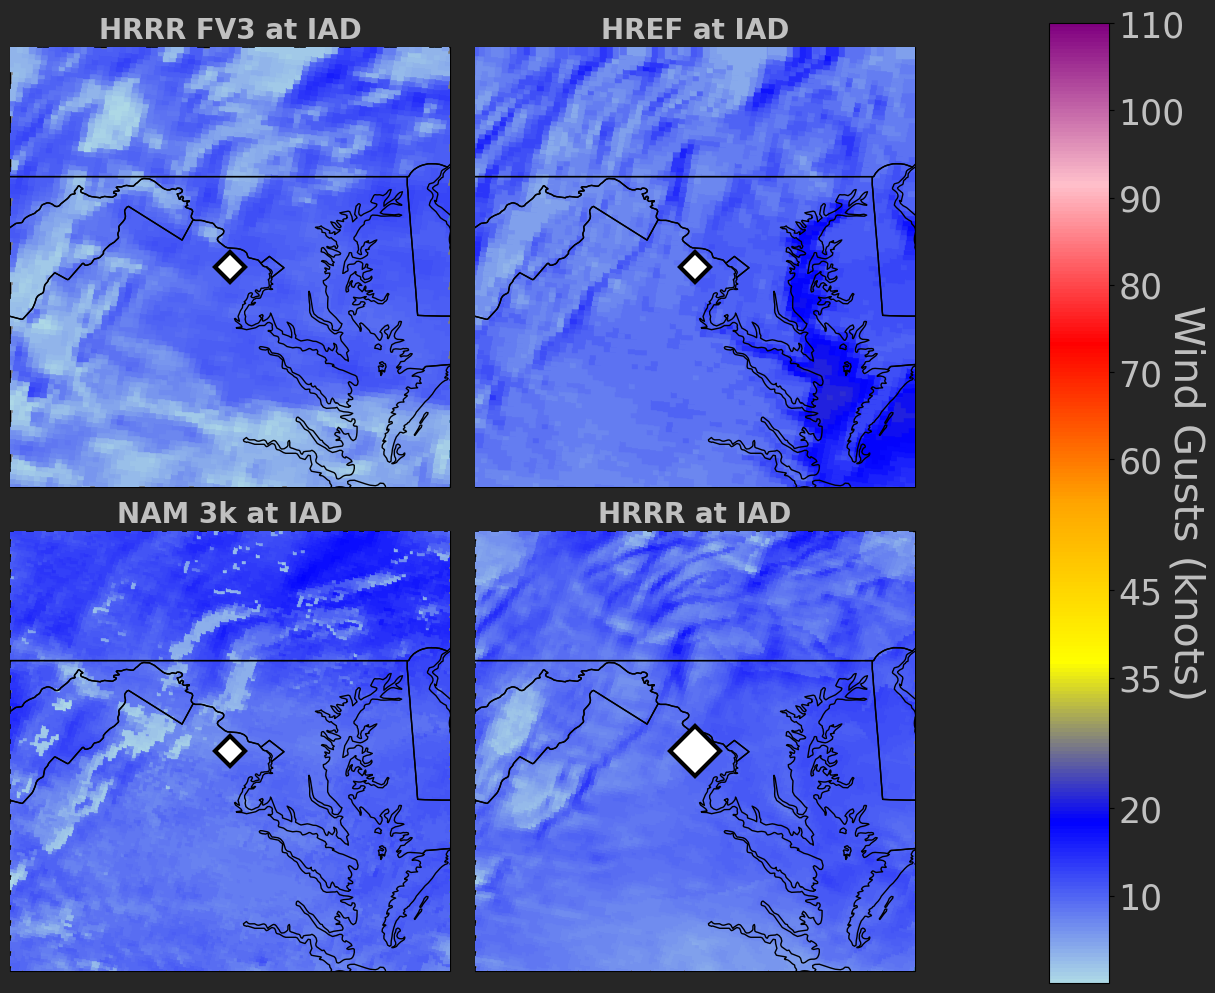 HRRR FV3 at IAD
HREF at IAD
NAM 3k at IAD
HRRR at IAD
110
100
90
80
70
60
45
35
20
10
Wind Gusts (knots)